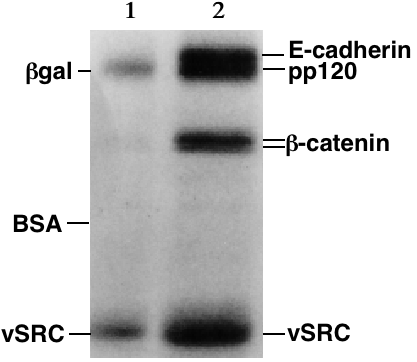 1 2
E-cadherin
βgal pp120
β-catenin
BSA
vSRC vSRC